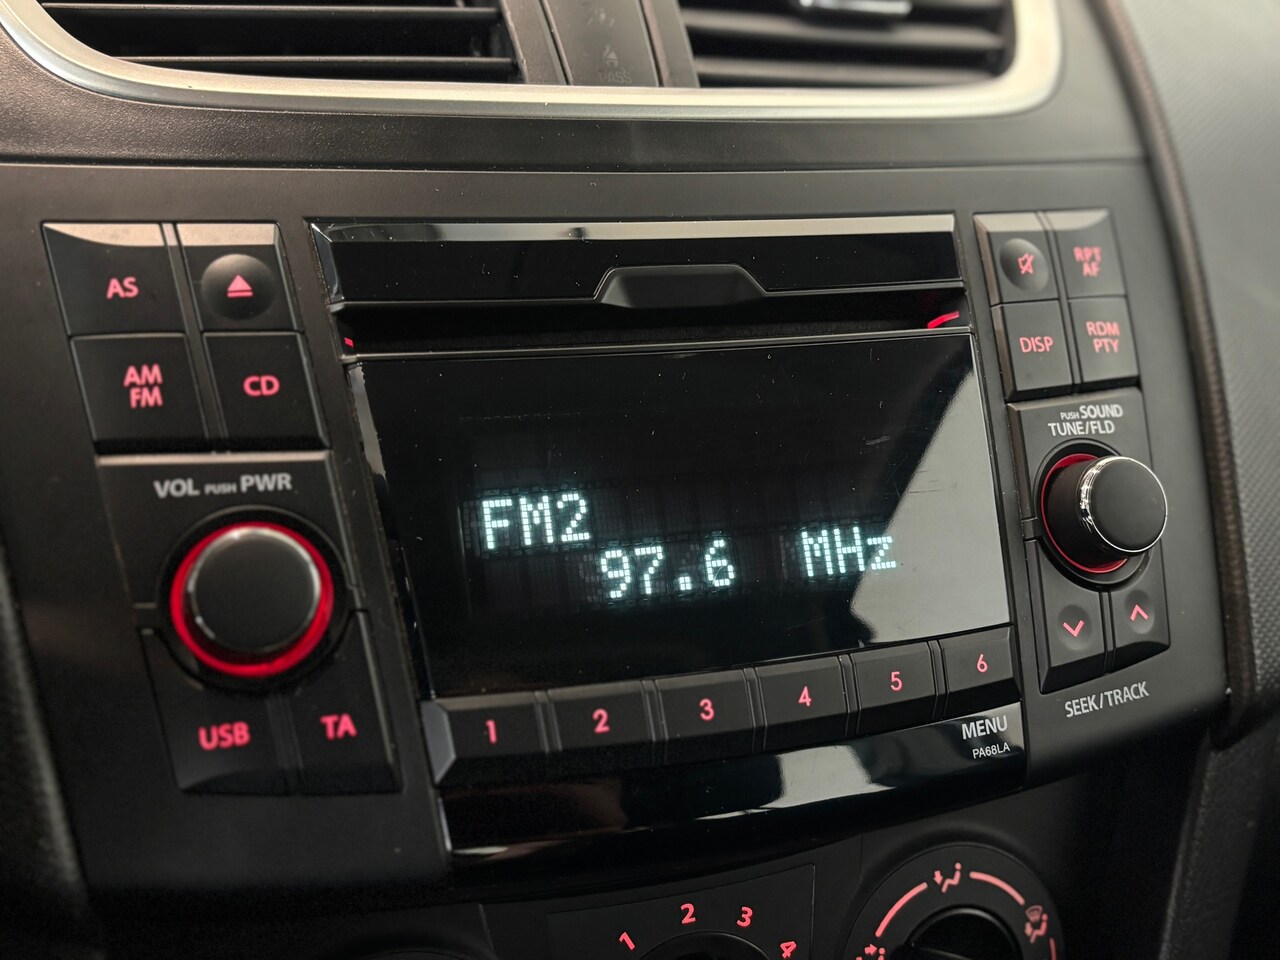 PASS
AS
AM
FM
CD
VOL PUSH PWR
USB
TA
FM2
97.6 MHz
1 2 3 4 5 6
MENU
PA68LA
RPT
AF
DISP
RDM
PTY
PUSH SOUND
TUNE/FLD
SEEK/TRACK
1 2 3 4